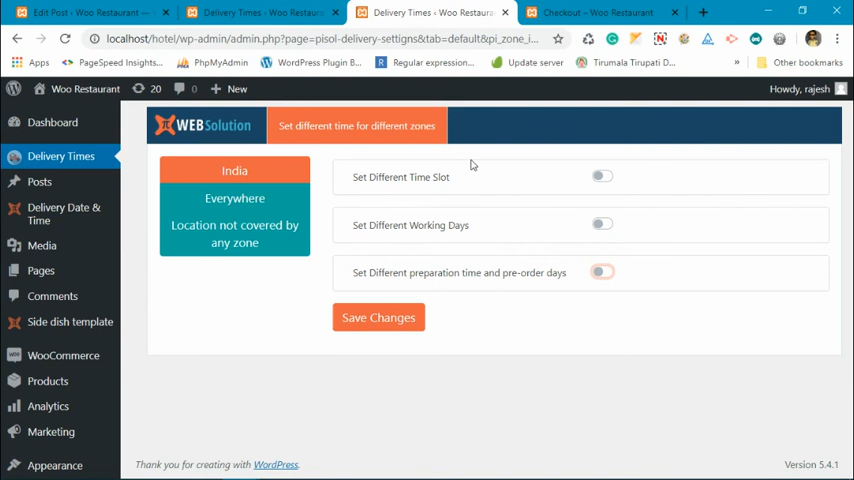 Edit Post ‹ Woo Restaurant —
Delivery Times ‹ Woo Restaura
Delivery Times ‹ Woo Restaura
Checkout – Woo Restaurant
localhost/hotel/wp-admin/admin.php?page=pisol-delivery-settigns&tab=default&pi_zone_i...
Apps
PageSpeed Insights...
PhpMyAdmin
WordPress Plugin B...
Regular expression...
Update server
Tirumala Tirupati D...
»
Other bookmarks
Woo Restaurant
20
New
Howdy, rajesh
Dashboard
Delivery Times
Posts
Delivery Date &
Time
Media
Pages
Comments
Side dish template
WooCommerce
Products
Analytics
Marketing
Appearance
WEBSolution
Set different time for different zones
India
Everywhere
Location not covered by
any zone
Set Different Time Slot
Set Different Working Days
Set Different preparation time and pre-order days
Save Changes
Thank you for creating with WordPress.
Version 5.4.1